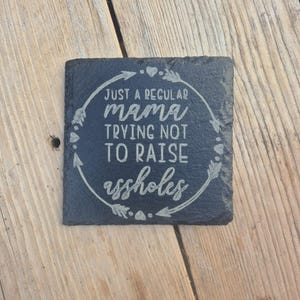 JUST A REGULAR
mama
TRYING NOT
TO RAISE
assholes